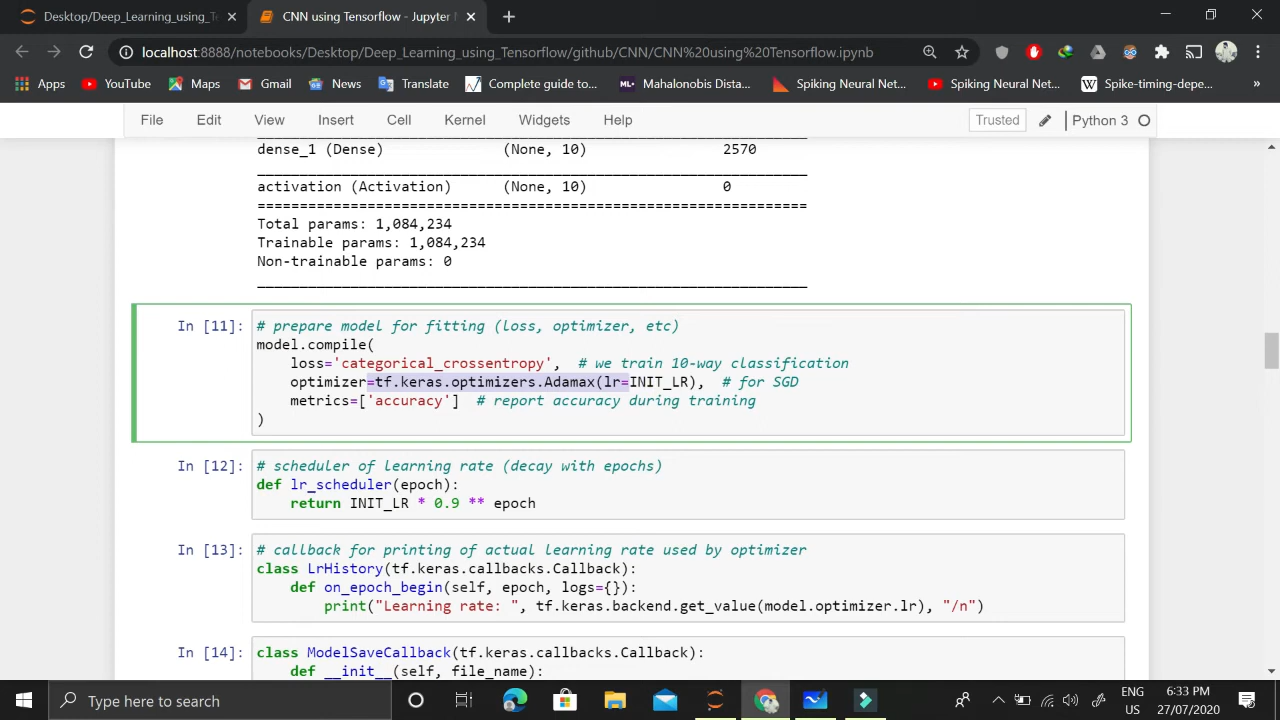 Desktop/Deep_Learning_using_T
CNN using Tensorflow - Jupyter N
localhost:8888/notebooks/Desktop/Deep_Learning_using_Tensorflow/github/CNN/CNN%20using%20Tensorflow.ipynb
Apps YouTube Maps Gmail News Translate Complete guide to... ML+ Mahalonobis Dista... Spiking Neural Net... Spiking Neural Net... W Spike-timing-depe... »
File Edit View Insert Cell Kernel Widgets Help Trusted Python 3
dense_1 (Dense) (None, 10) 2570
activation (Activation) (None, 10) 0
Total params: 1,084,234
Trainable params: 1,084,234
Non-trainable params: 0
In [11]: # prepare model for fitting (loss, optimizer, etc)
model.compile(
loss='categorical_crossentropy', # we train 10-way classification
optimizer=tf.keras.optimizers.Adamax(lr=INIT_LR), # for SGD
metrics=['accuracy'] # report accuracy during training
)
In [12]: # scheduler of learning rate (decay with epochs)
def lr_scheduler(epoch):
return INIT_LR * 0.9 ** epoch
In [13]: # callback for printing of actual learning rate used by optimizer
class LrHistory(tf.keras.callbacks.Callback):
def on_epoch_begin(self, epoch, logs={}):
print("Learning rate: ", tf.keras.backend.get_value(model.optimizer.lr), "/n")
In [14]: class ModelSaveCallback(tf.keras.callbacks.Callback):
def __init__(self, file_name):
Type here to search
ENG
US
6:33 PM
27/07/2020